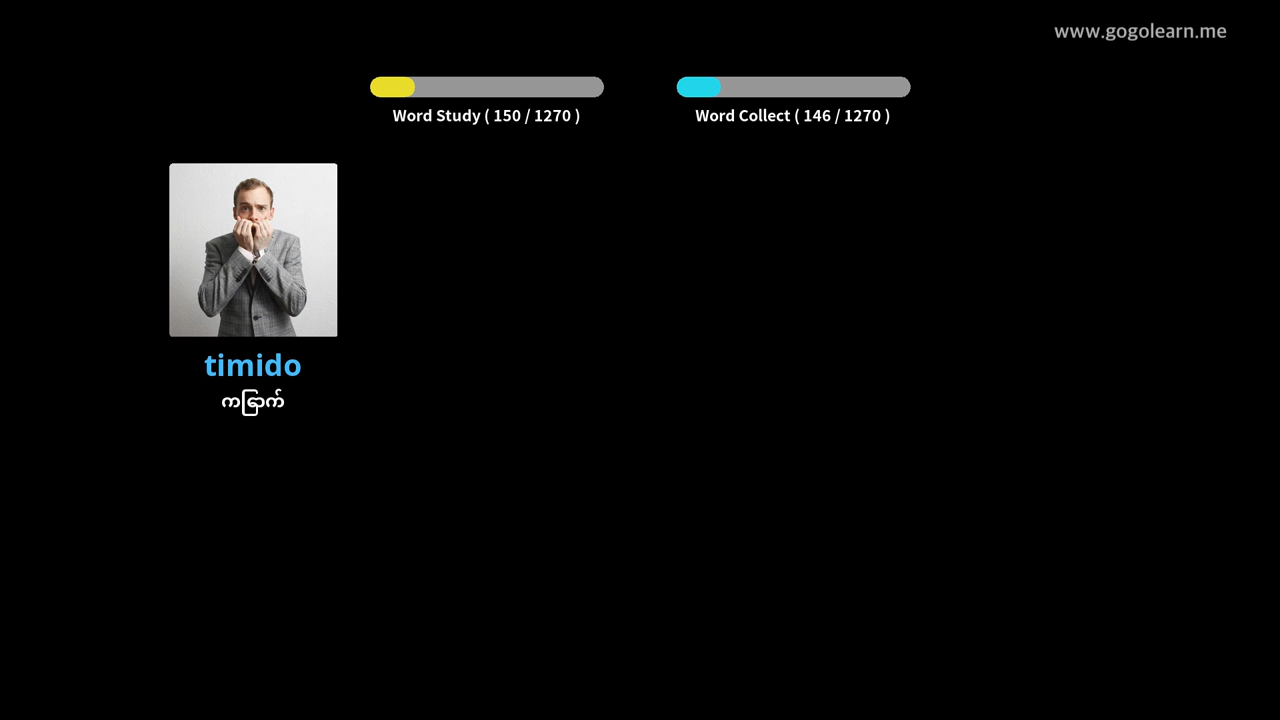 www.gogolearn.me
Word Study ( 150 / 1270 )
Word Collect ( 146 / 1270 )
timido
ကြောက်